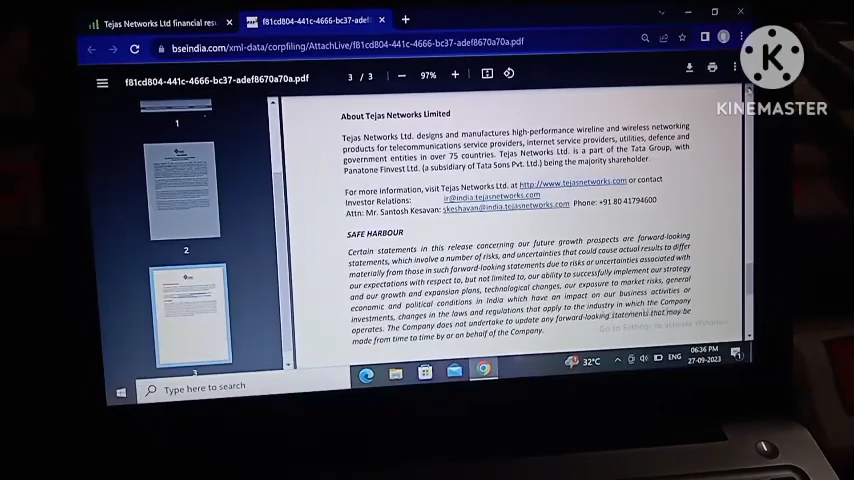 Tejas Networks Ltd financial resu
f81cd804-441c-4666-bc37-adef
bseindia.com/xml-data/corpfiling/AttachLive/f81cd804-441c-4666-bc37-adef8670a70a.pdf
f81cd804-441c-4666-bc37-adef8670a70a.pdf
3 / 3
97%
KINEMASTER
1
2
3
About Tejas Networks Limited
Tejas Networks Ltd. designs and manufactures high-performance wireline and wireless networking
products for telecommunications service providers, internet service providers, utilities, defence and
government entities in over 75 countries. Tejas Networks Ltd. is a part of the Tata Group, with
Panatone Finvest Ltd. (a subsidiary of Tata Sons Pvt. Ltd.) being the majority shareholder.
For more information, visit Tejas Networks Ltd. at http://www.tejasnetworks.com or contact
Investor Relations: ir@india.tejasnetworks.com
Attn: Mr. Santosh Kesavan: skeshavan@india.tejasnetworks.com Phone: +91 80 41794600
SAFE HARBOUR
Certain statements in this release concerning our future growth prospects are forward-looking
statements, which involve a number of risks, and uncertainties that could cause actual results to differ
materially from those in such forward-looking statements due to risks or uncertainties associated with
our expectations with respect to, but not limited to, our ability to successfully implement our strategy
and our growth and expansion plans, technological changes, our exposure to market risks, general
economic and political conditions in India which have an impact on our business activities or
investments, changes in the laws and regulations that apply to the industry in which the Company
operates. The Company does not undertake to update any forward-looking statements that may be
made from time to time by or on behalf of the Company.
Go to Settings to activate Windows.
Type here to search
32°C
ENG
06:36 PM
27-09-2023